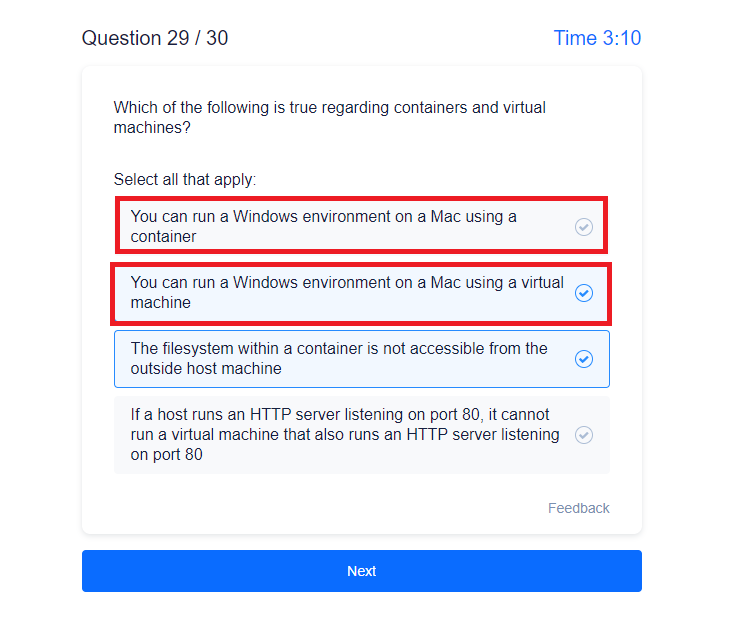 Question 29 / 30
Time 3:10
Which of the following is true regarding containers and virtual
machines?
Select all that apply:
You can run a Windows environment on a Mac using a
container
You can run a Windows environment on a Mac using a virtual
machine
The filesystem within a container is not accessible from the
outside host machine
If a host runs an HTTP server listening on port 80, it cannot
run a virtual machine that also runs an HTTP server listening
on port 80
Feedback
Next